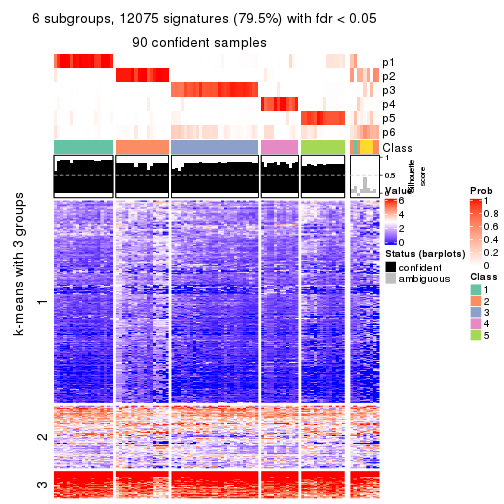 6 subgroups, 12075 signatures (79.5%) with fdr < 0.05
90 confident samples
p1
p2
p3
p4
p5
p6
Class
1
0.5
0
Silhouette
score
k-means with 3 groups
1
2
3
Value
6
4
2
0
Status (barplots)
confident
ambiguous
Prob
1
0.8
0.6
0.4
0.2
0
Class
1
2
3
4
5